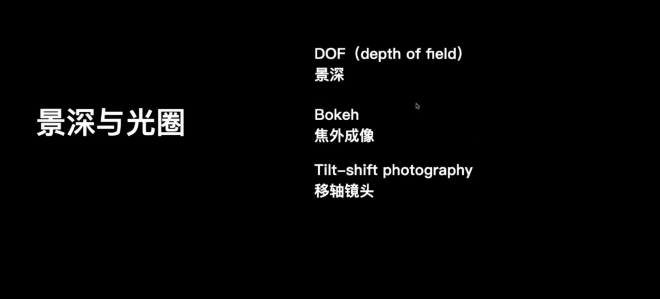 景深与光圈
DOF（depth of field）
景深
Bokeh
焦外成像
Tilt-shift photography
移轴镜头